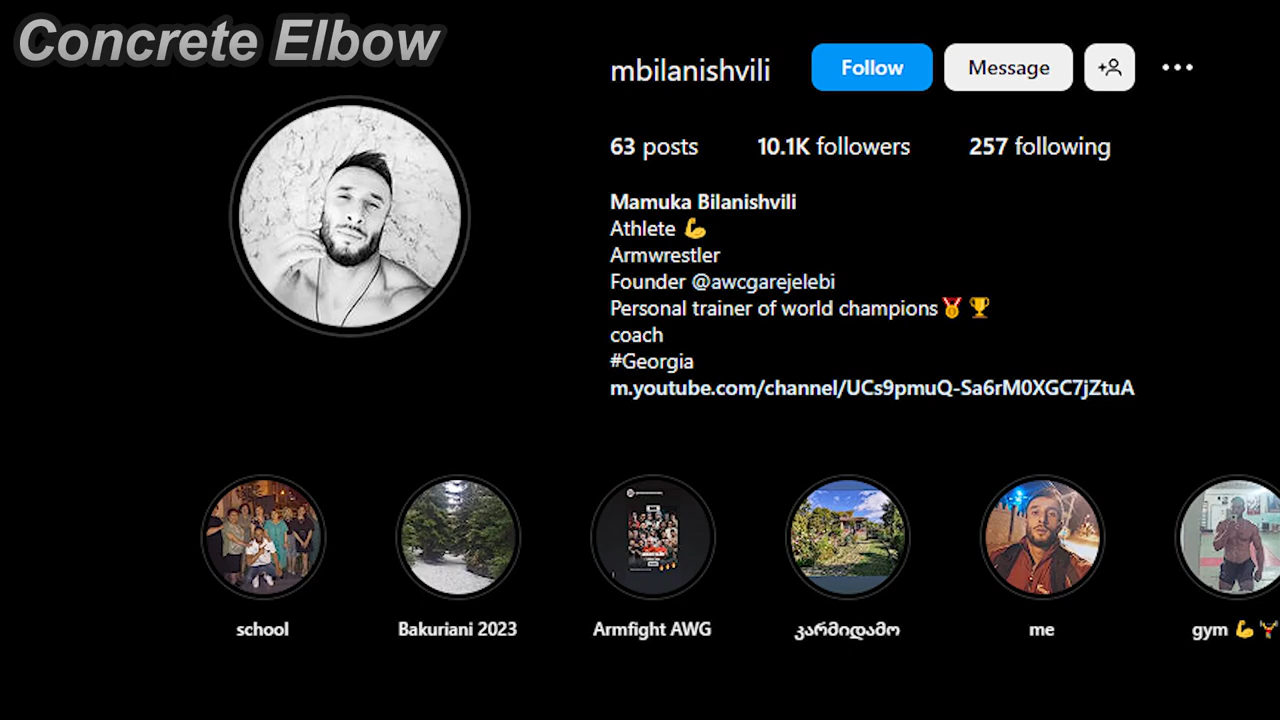 Concrete Elbow
mbilanishvili Follow Message
63 posts 10.1K followers 257 following
Mamuka Bilanishvili
Athlete 💪
Armwrestler
Founder @awcgarejelebi
Personal trainer of world champions🏅🏆
coach
#Georgia
m.youtube.com/channel/UCs9pmuQ-Sa6rM0XGC7jZtuA
school Bakuriani 2023 Armfight AWG კარმიდამო me gym 💪🏋